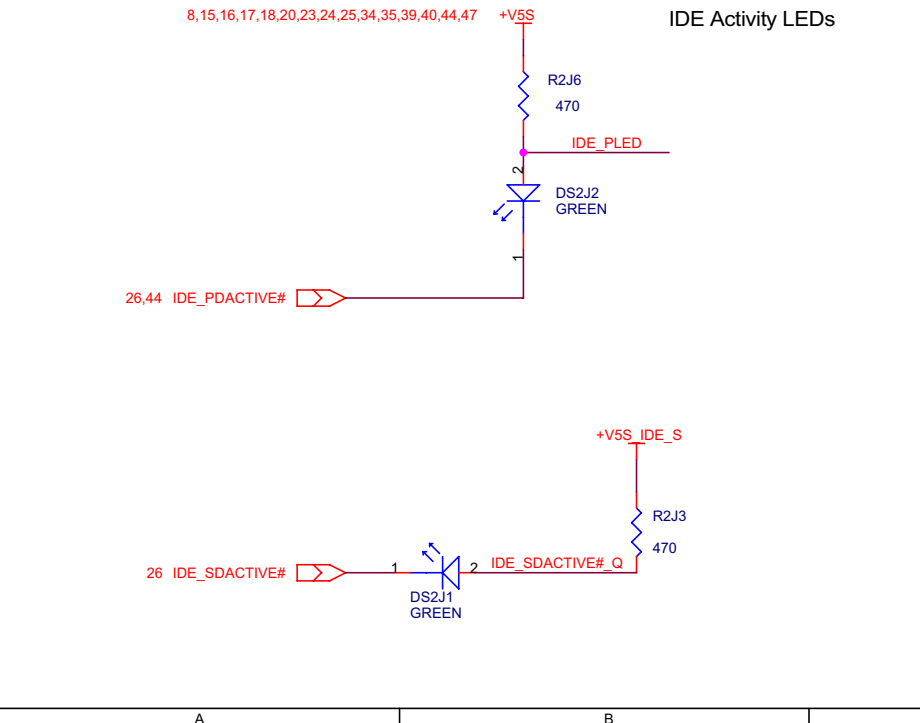 8,15,16,17,18,20,23,24,25,34,35,39,40,44,47 +V5S
IDE Activity LEDs
R2J6
470
IDE_PLED
2
DS2J2
GREEN
1
26,44 IDE_PDACTIVE#
+V5S_IDE_S
R2J3
470
26 IDE_SDACTIVE#
1
2
IDE_SDACTIVE#_Q
DS2J1
GREEN
A
B